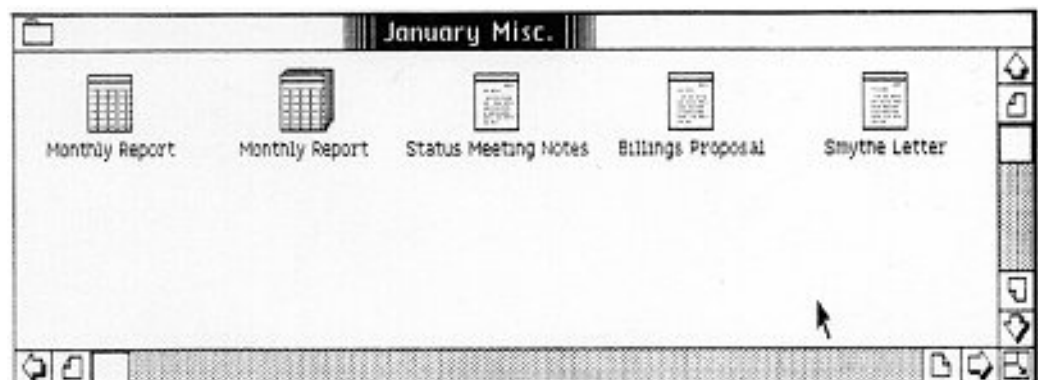 January Misc.
Monthly Report
Monthly Report
Status Meeting Notes
Billings Proposal
Smythe Letter